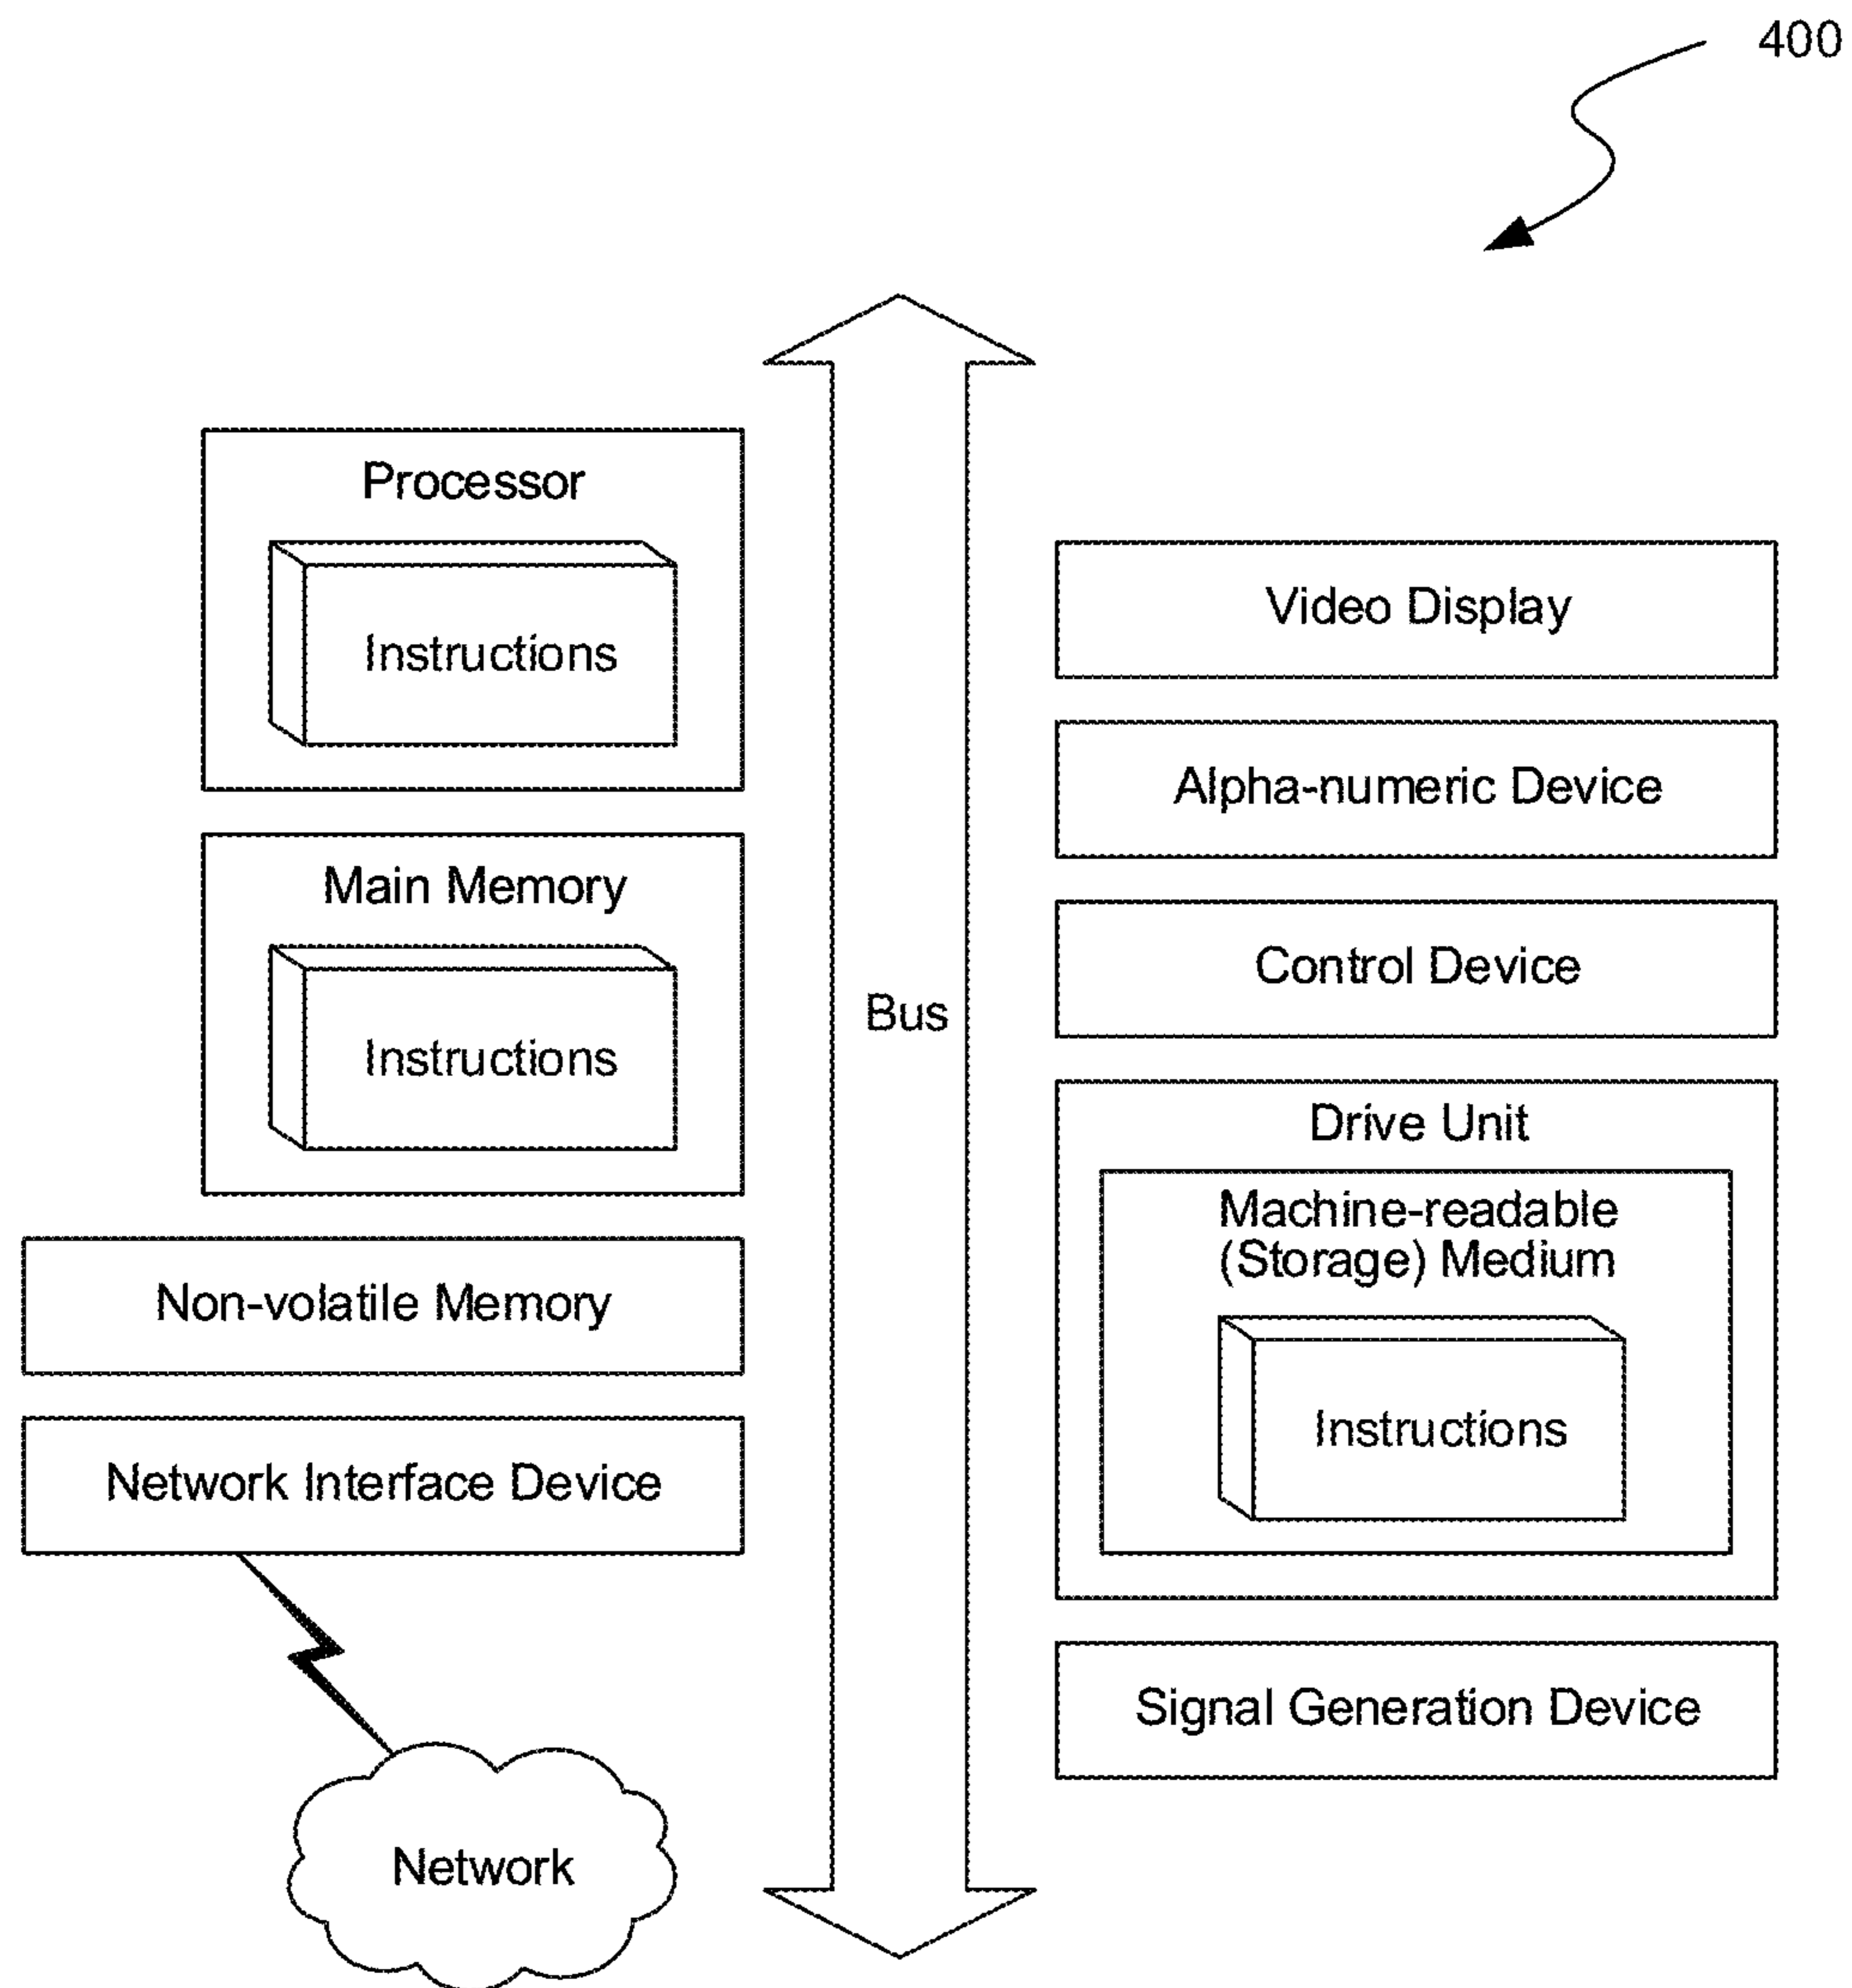 400
Processor
Instructions
Main Memory
Instructions
Non-volatile Memory
Network Interface Device
Network
Bus
Video Display
Alpha-numeric Device
Control Device
Drive Unit
Machine-readable
(Storage) Medium
Instructions
Signal Generation Device